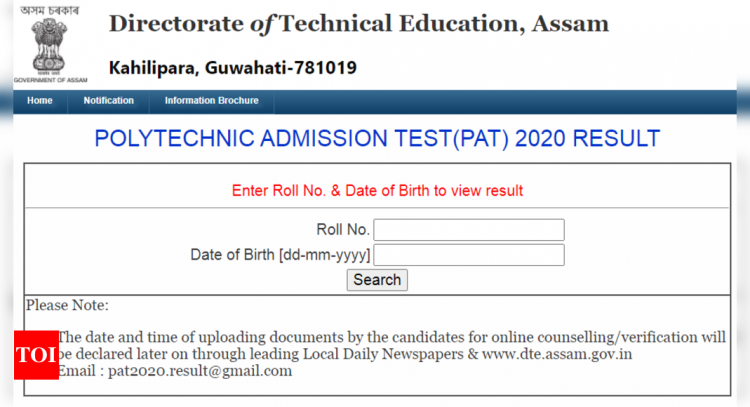 অসম চৰকাৰ
Directorate of Technical Education, Assam
Kahilipara, Guwahati-781019
GOVERNMENT OF ASSAM
Home Notification Information Brochure
POLYTECHNIC ADMISSION TEST(PAT) 2020 RESULT
Enter Roll No. & Date of Birth to view result
Roll No.
Date of Birth [dd-mm-yyyy]
Search
Please Note:
The date and time of uploading documents by the candidates for online counselling/verification will
be declared later on through leading Local Daily Newspapers & www.dte.assam.gov.in
Email : pat2020.result@gmail.com
TOI